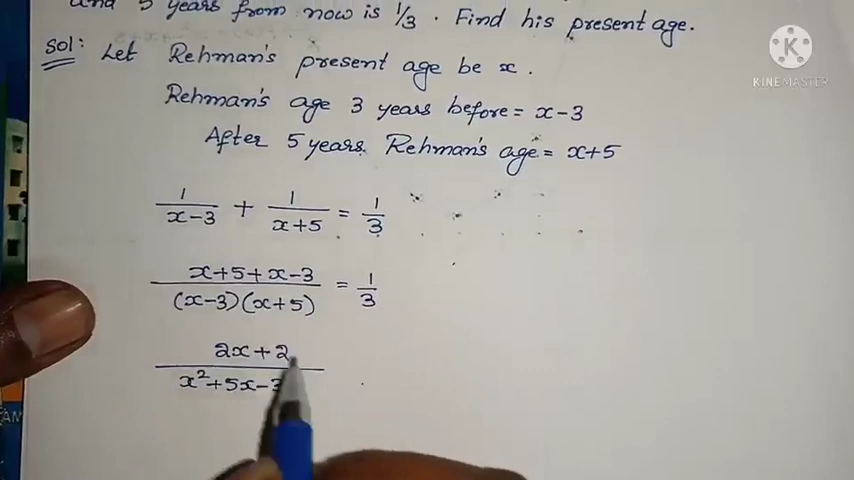 and 5 years from now is 1/3. Find his present age.
Sol: Let Rehman's present age be x.
KINEMASTER
Rehman's age 3 years before = x-3
After 5 years Rehman's age = x+5
1/(x-3) + 1/(x+5) = 1/3
x+5+x-3/(x-3)(x+5) = 1/3
2x+2/x²+5x-3